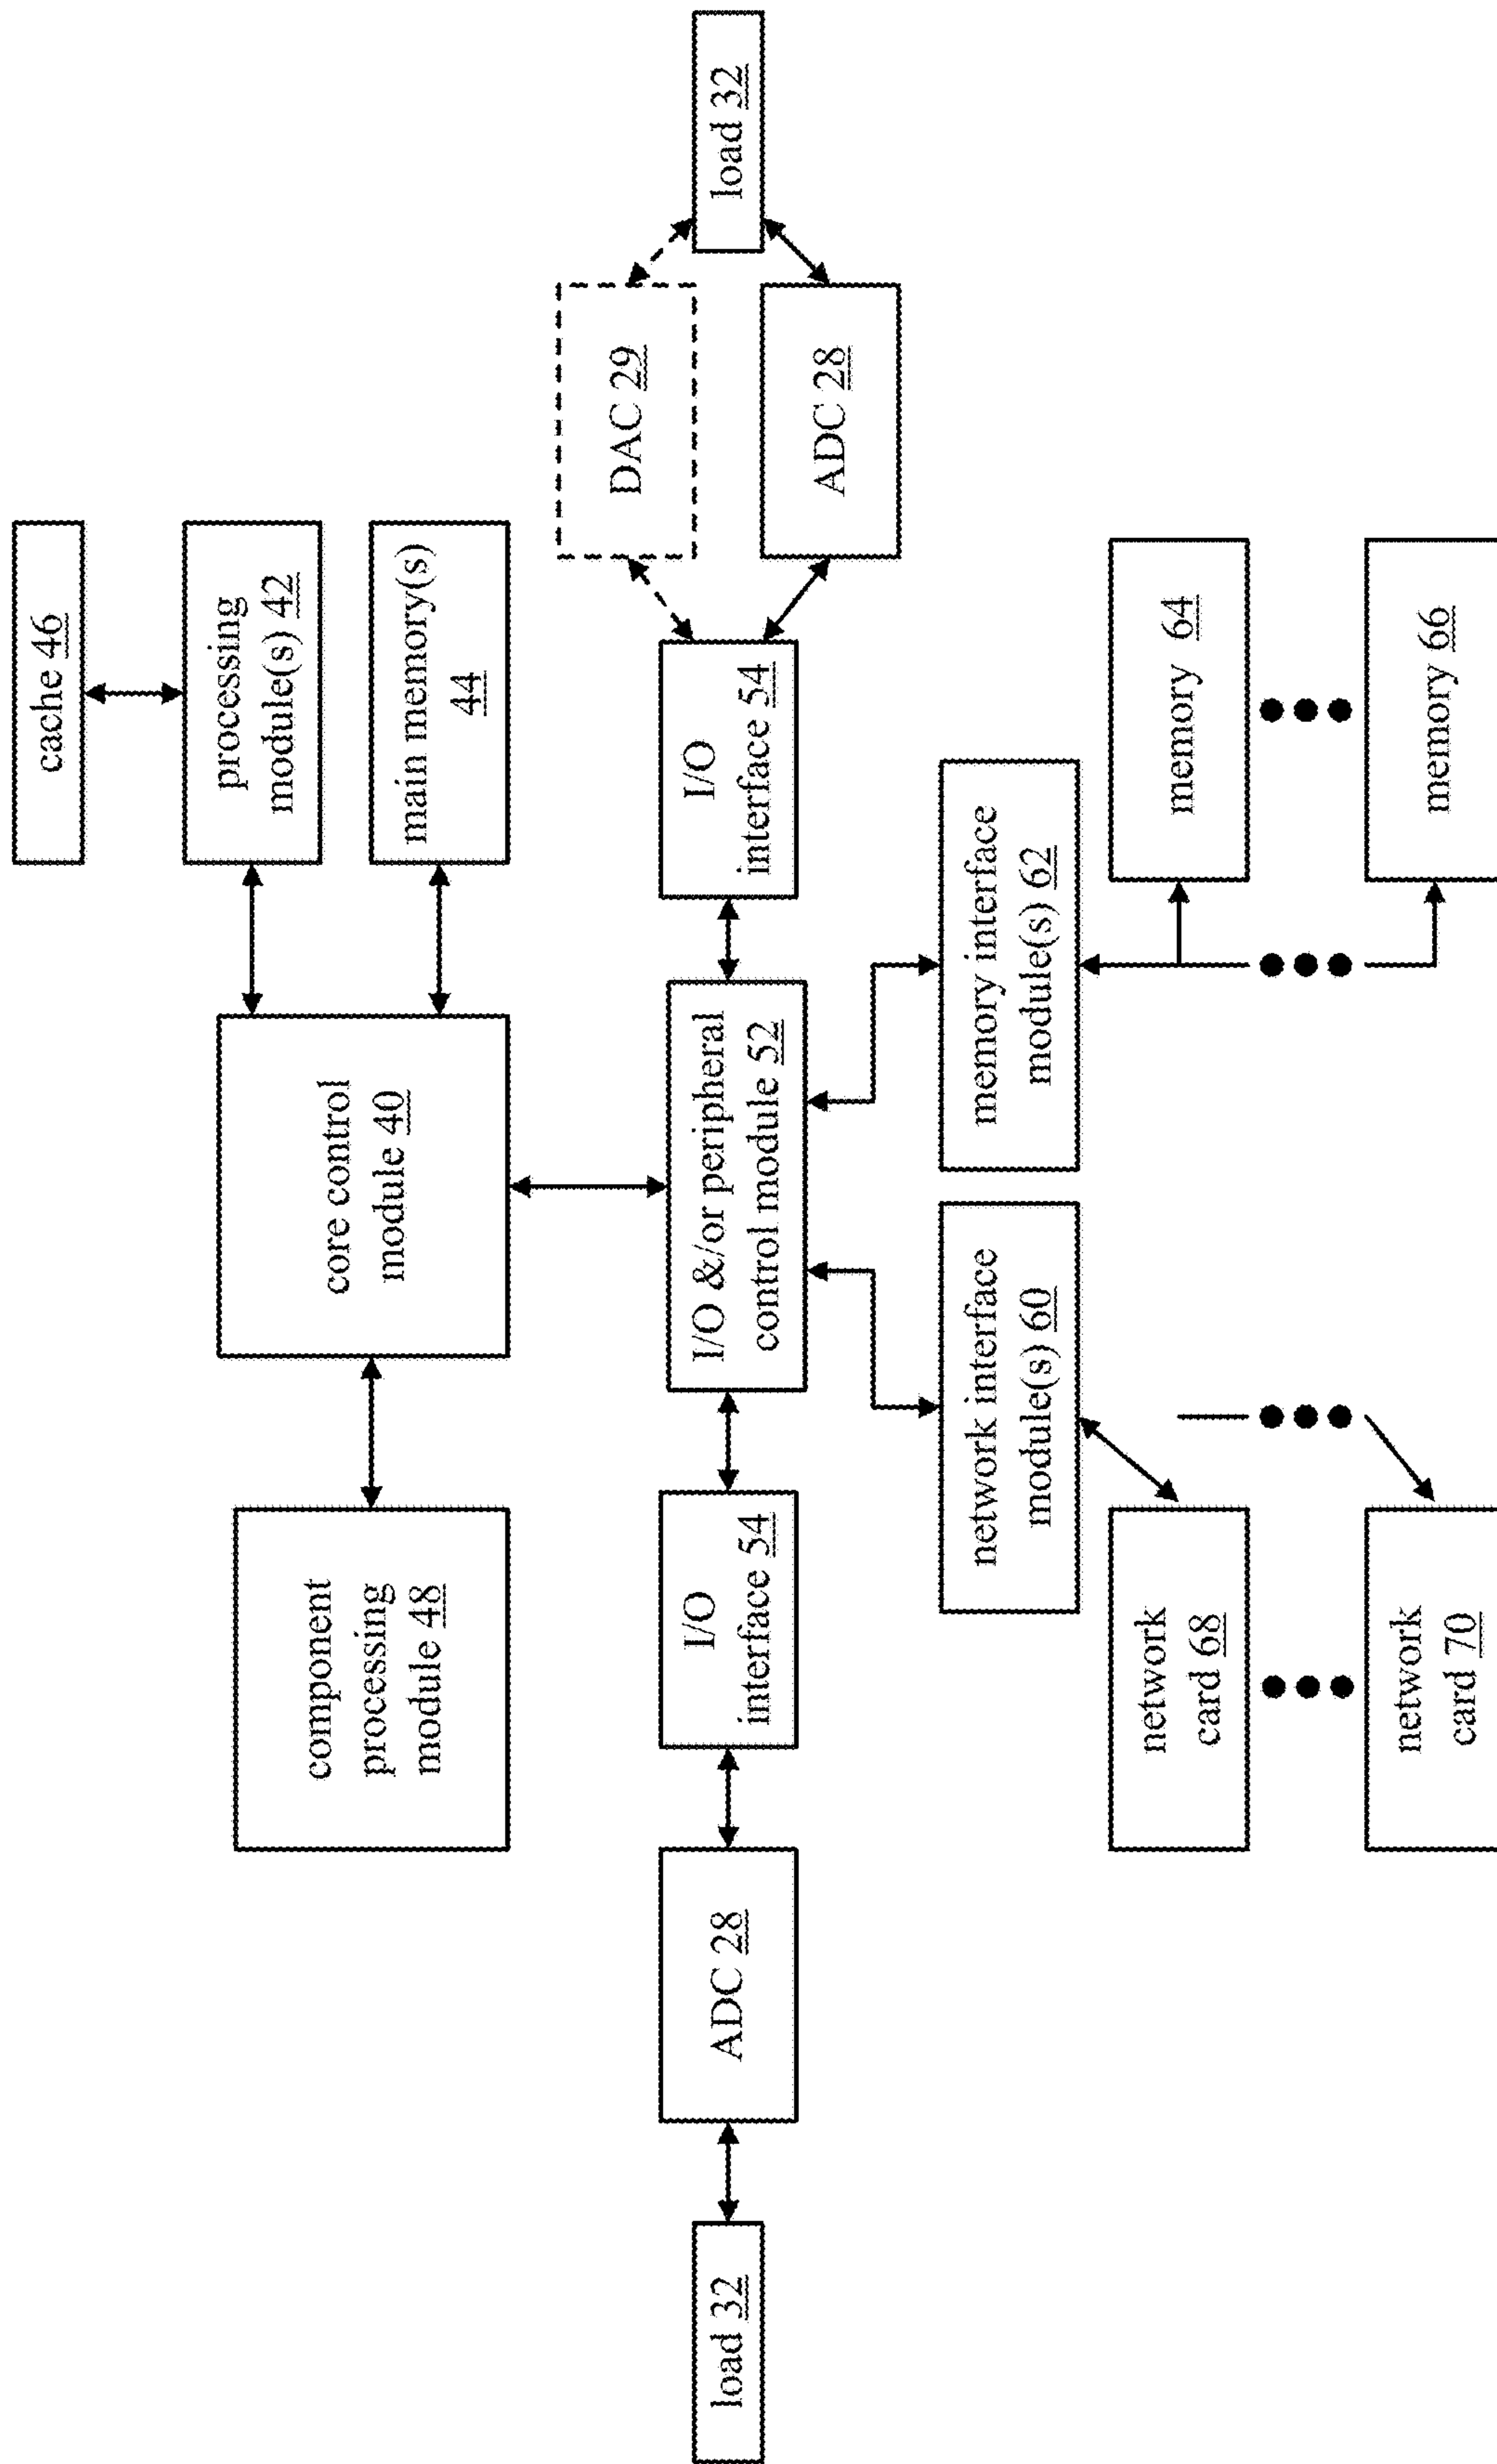 cache 46
processing
module(s) 42
main memory(s)
44
core control
module 40
component
processing
module 48
load 32
ADC 28
I/O
interface 54
I/O &/or peripheral
control module 52
I/O
interface 54
DAC 29
ADC 28
load 32
network interface
module(s) 60
memory interface
module(s) 62
network
card 68
network
card 70
memory 64
memory 66